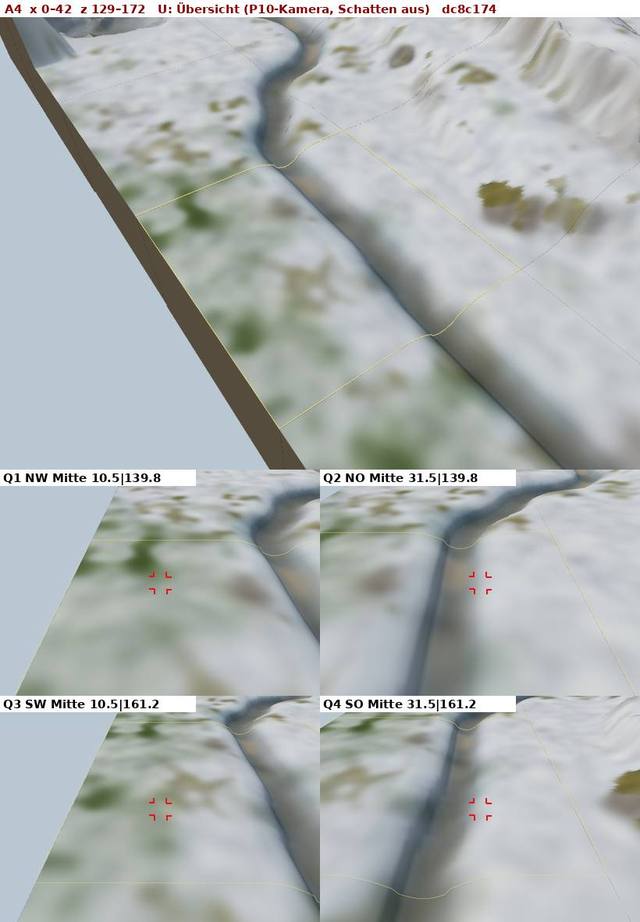 A4  x 0–42  z 129–172   U: Übersicht (P10-Kamera, Schatten aus)   dc8c174
Q1 NW Mitte 10.5|139.8
Q2 NO Mitte 31.5|139.8
Q3 SW Mitte 10.5|161.2
Q4 SO Mitte 31.5|161.2